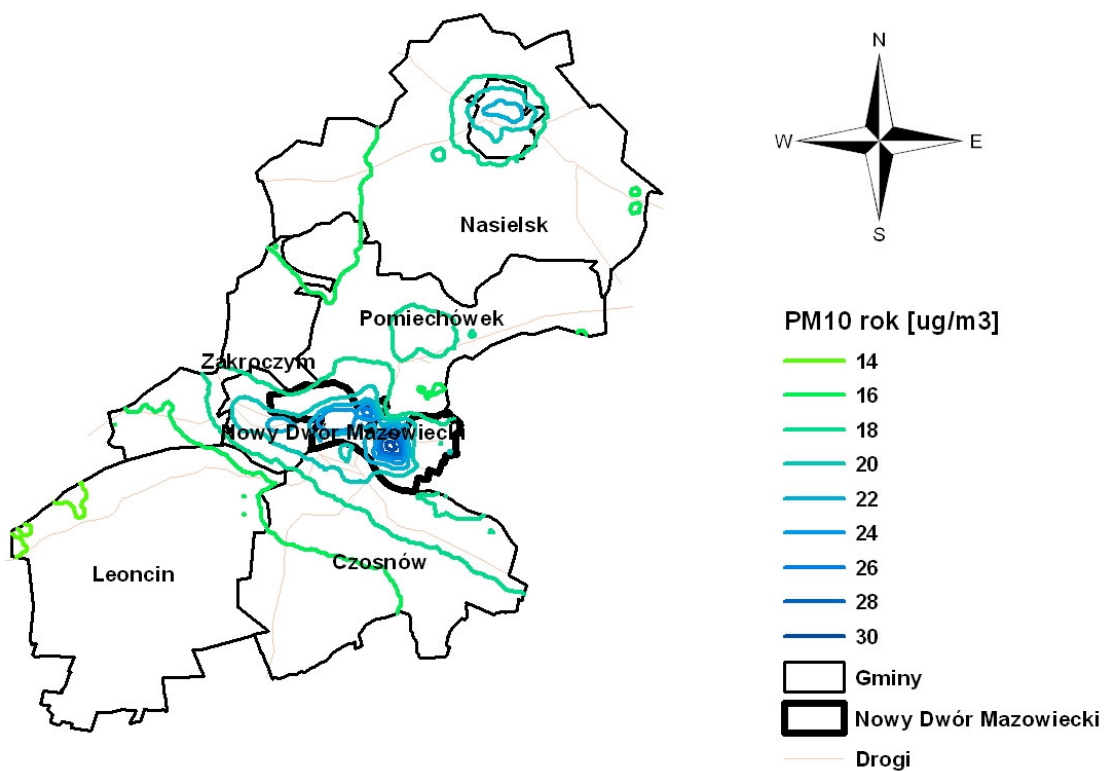 N
W
E
S
Nasielsk
Pomiechówek
Zakroczym
Nowy Dwór Mazowiecki
Leoncin
Czosnów
PM10 rok [ug/m3]
14
16
18
20
22
24
26
28
30
Gminy
Nowy Dwór Mazowiecki
Drogi